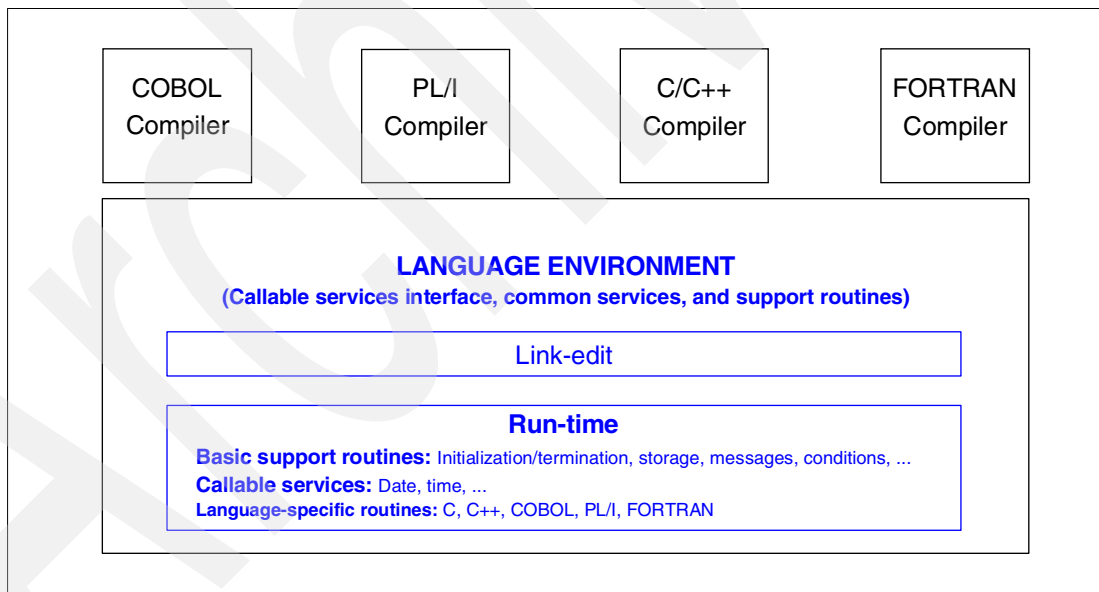 COBOL
Compiler
PL/I
Compiler
C/C++
Compiler
FORTRAN
Compiler
LANGUAGE ENVIRONMENT
(Callable services interface, common services, and support routines)
Link-edit
Run-time
Basic support routines: Initialization/termination, storage, messages, conditions, ...
Callable services: Date, time, ...
Language-specific routines: C, C++, COBOL, PL/I, FORTRAN